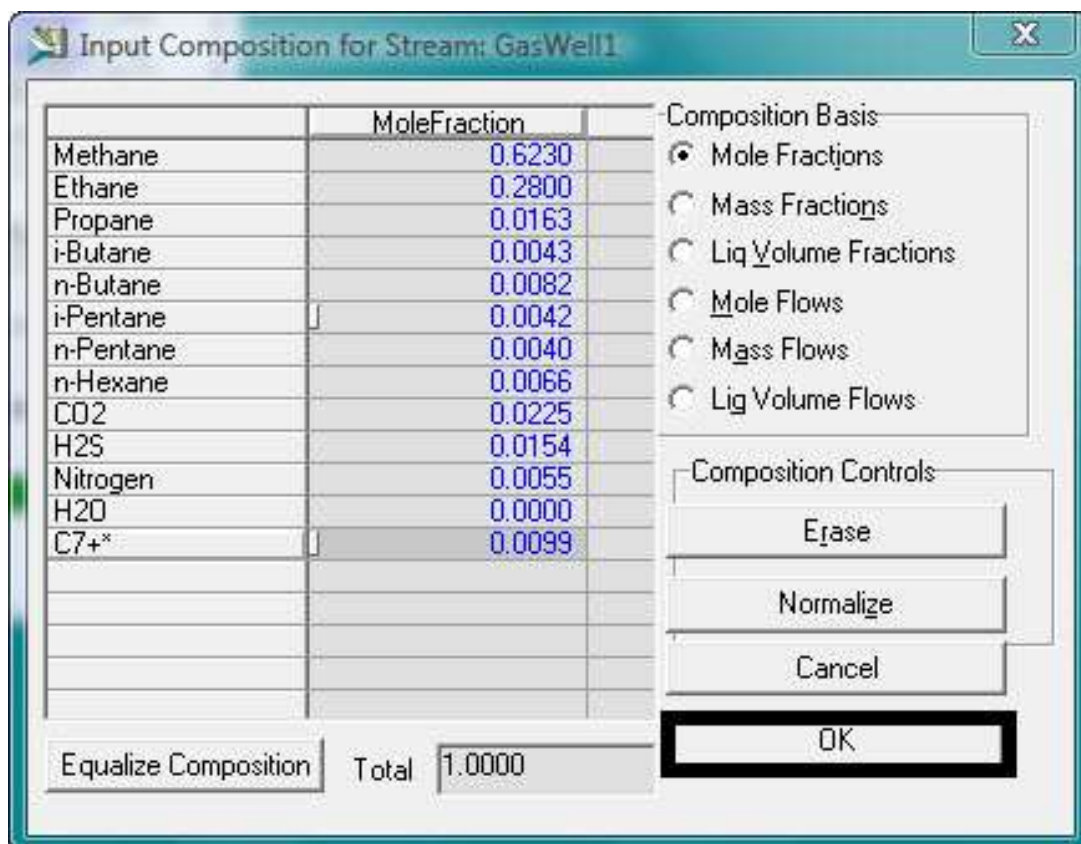 Input Composition for Stream: GasWell1
MoleFraction
Methane 0.6230
Ethane 0.2800
Propane 0.0163
i-Butane 0.0043
n-Butane 0.0082
i-Pentane 0.0042
n-Pentane 0.0040
n-Hexane 0.0066
CO2 0.0225
H2S 0.0154
Nitrogen 0.0055
H2O 0.0000
C7+* 0.0099
Equalize Composition
Total 1.0000
Composition Basis
Mole Fractions
Mass Fractions
Liq Volume Fractions
Mole Flows
Mass Flows
Liq Volume Flows
Composition Controls
Erase
Normalize
Cancel
OK